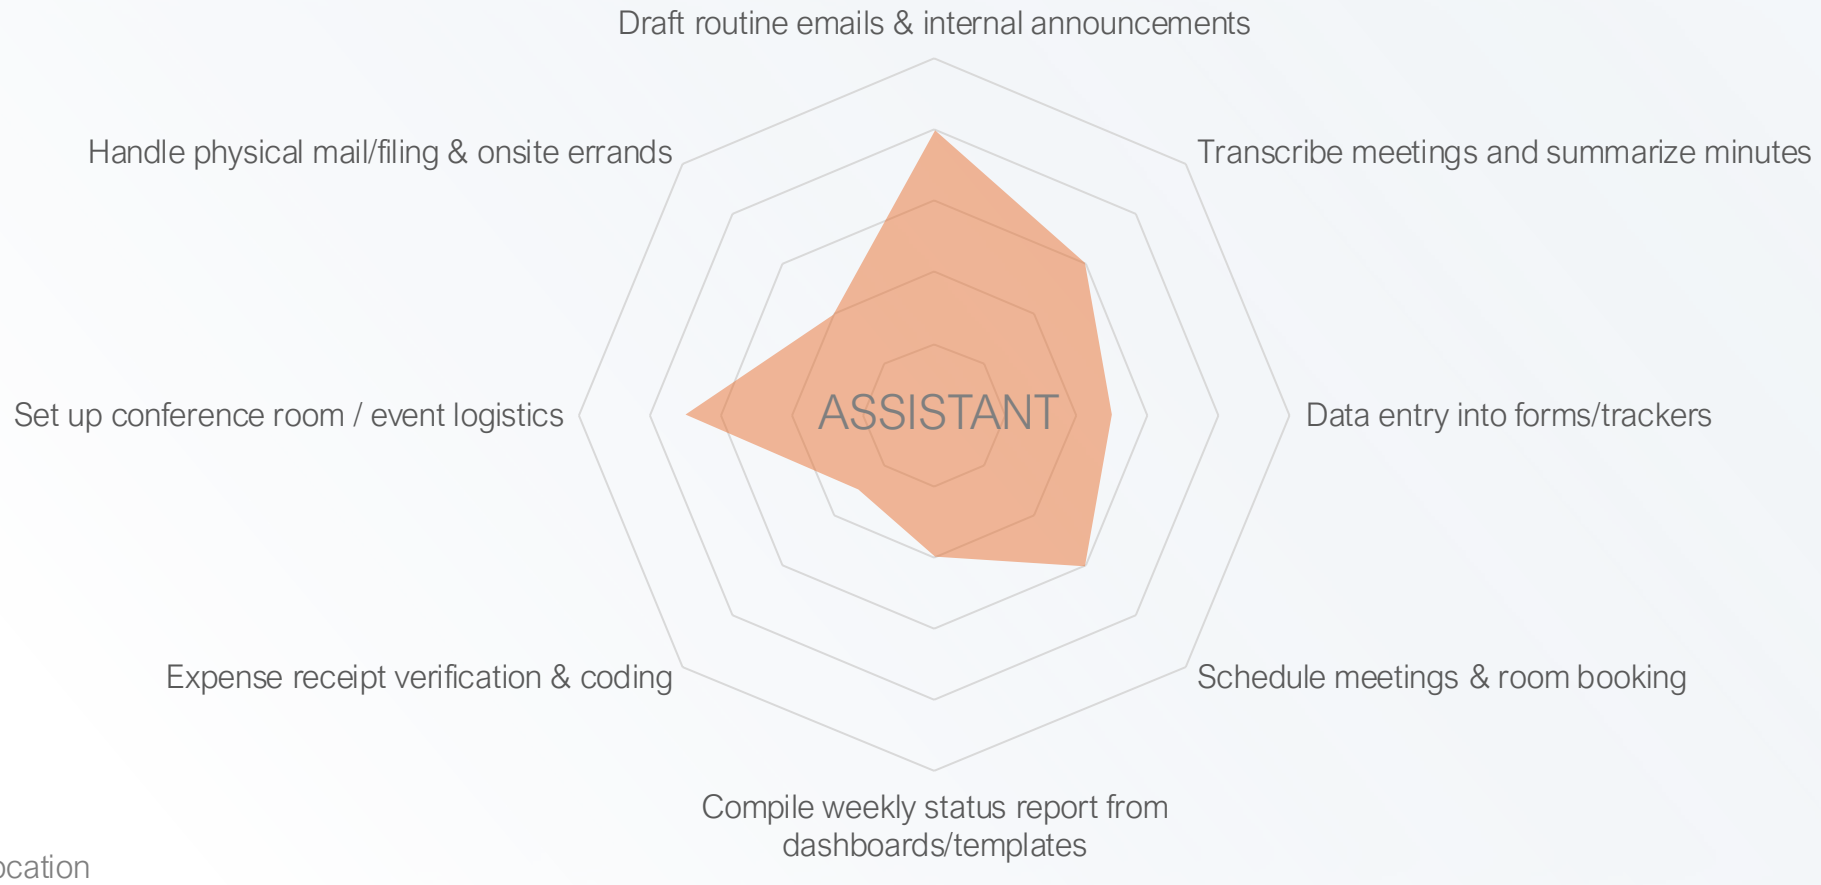 Draft routine emails & internal announcements
Handle physical mail/filing & onsite errands
Transcribe meetings and summarize minutes
Set up conference room / event logistics
ASSISTANT
Data entry into forms/trackers
Expense receipt verification & coding
Schedule meetings & room booking
Compile weekly status report from
dashboards/templates